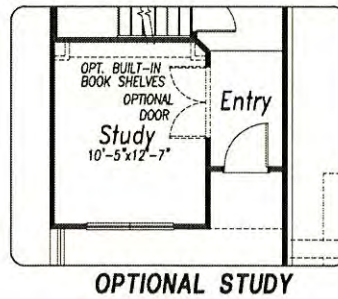 OPT. BUILT-IN
BOOK SHELVES
OPTIONAL
DOOR
Entry
Study
10'-5"x12'-7"
OPTIONAL STUDY